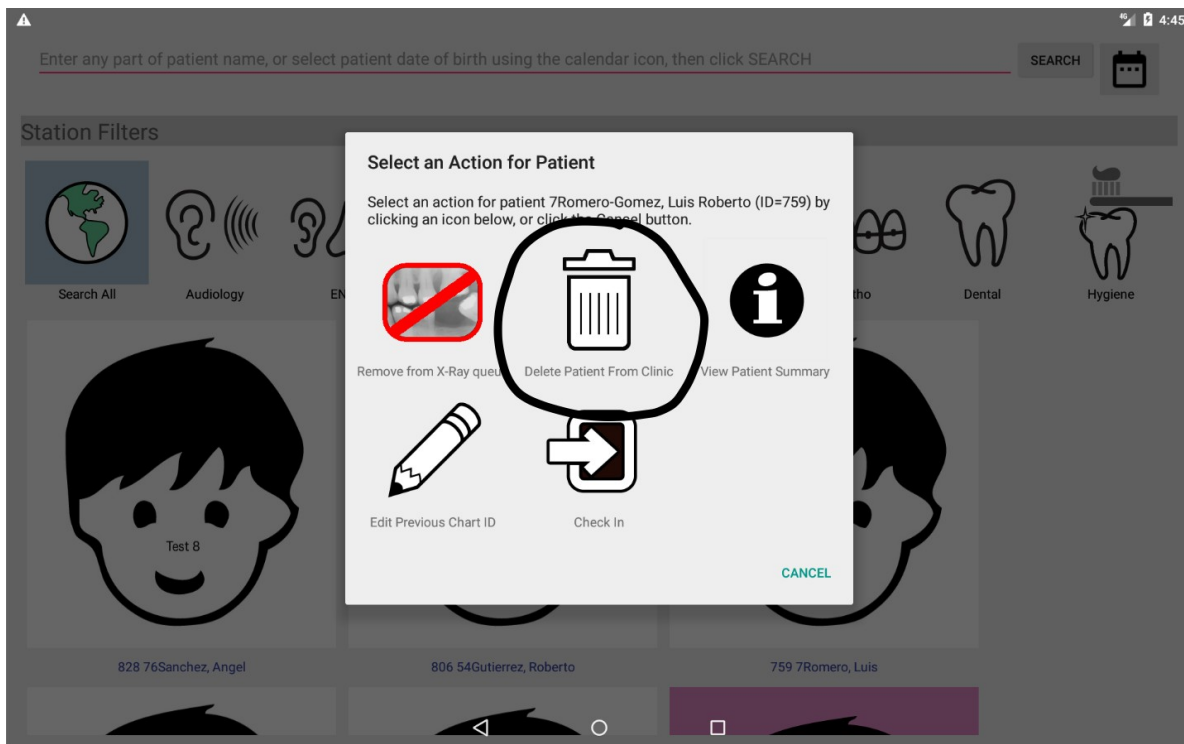 4G 4:45
Enter any part of patient name, or select patient date of birth using the calendar icon, then click SEARCH
SEARCH
Station Filters
Select an Action for Patient
Select an action for patient 7Romero-Gomez, Luis Roberto (ID=759) by
clicking an icon below, or click the Cancel button.
Search All
Audiology
EN
tho
Dental
Hygiene
Remove from X-Ray queu
Delete Patient From Clinic
View Patient Summary
Edit Previous Chart ID
Check In
Test 8
CANCEL
828 76Sanchez, Angel
806 54Gutierrez, Roberto
759 7Romero, Luis